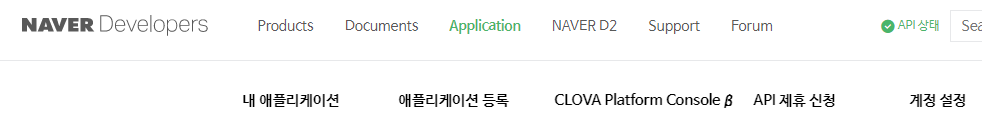 NAVER Developers Products Documents Application NAVER D2 Support Forum API 상태
내 애플리케이션 애플리케이션 등록 CLOVA Platform Console β API 제휴 신청 계정 설정